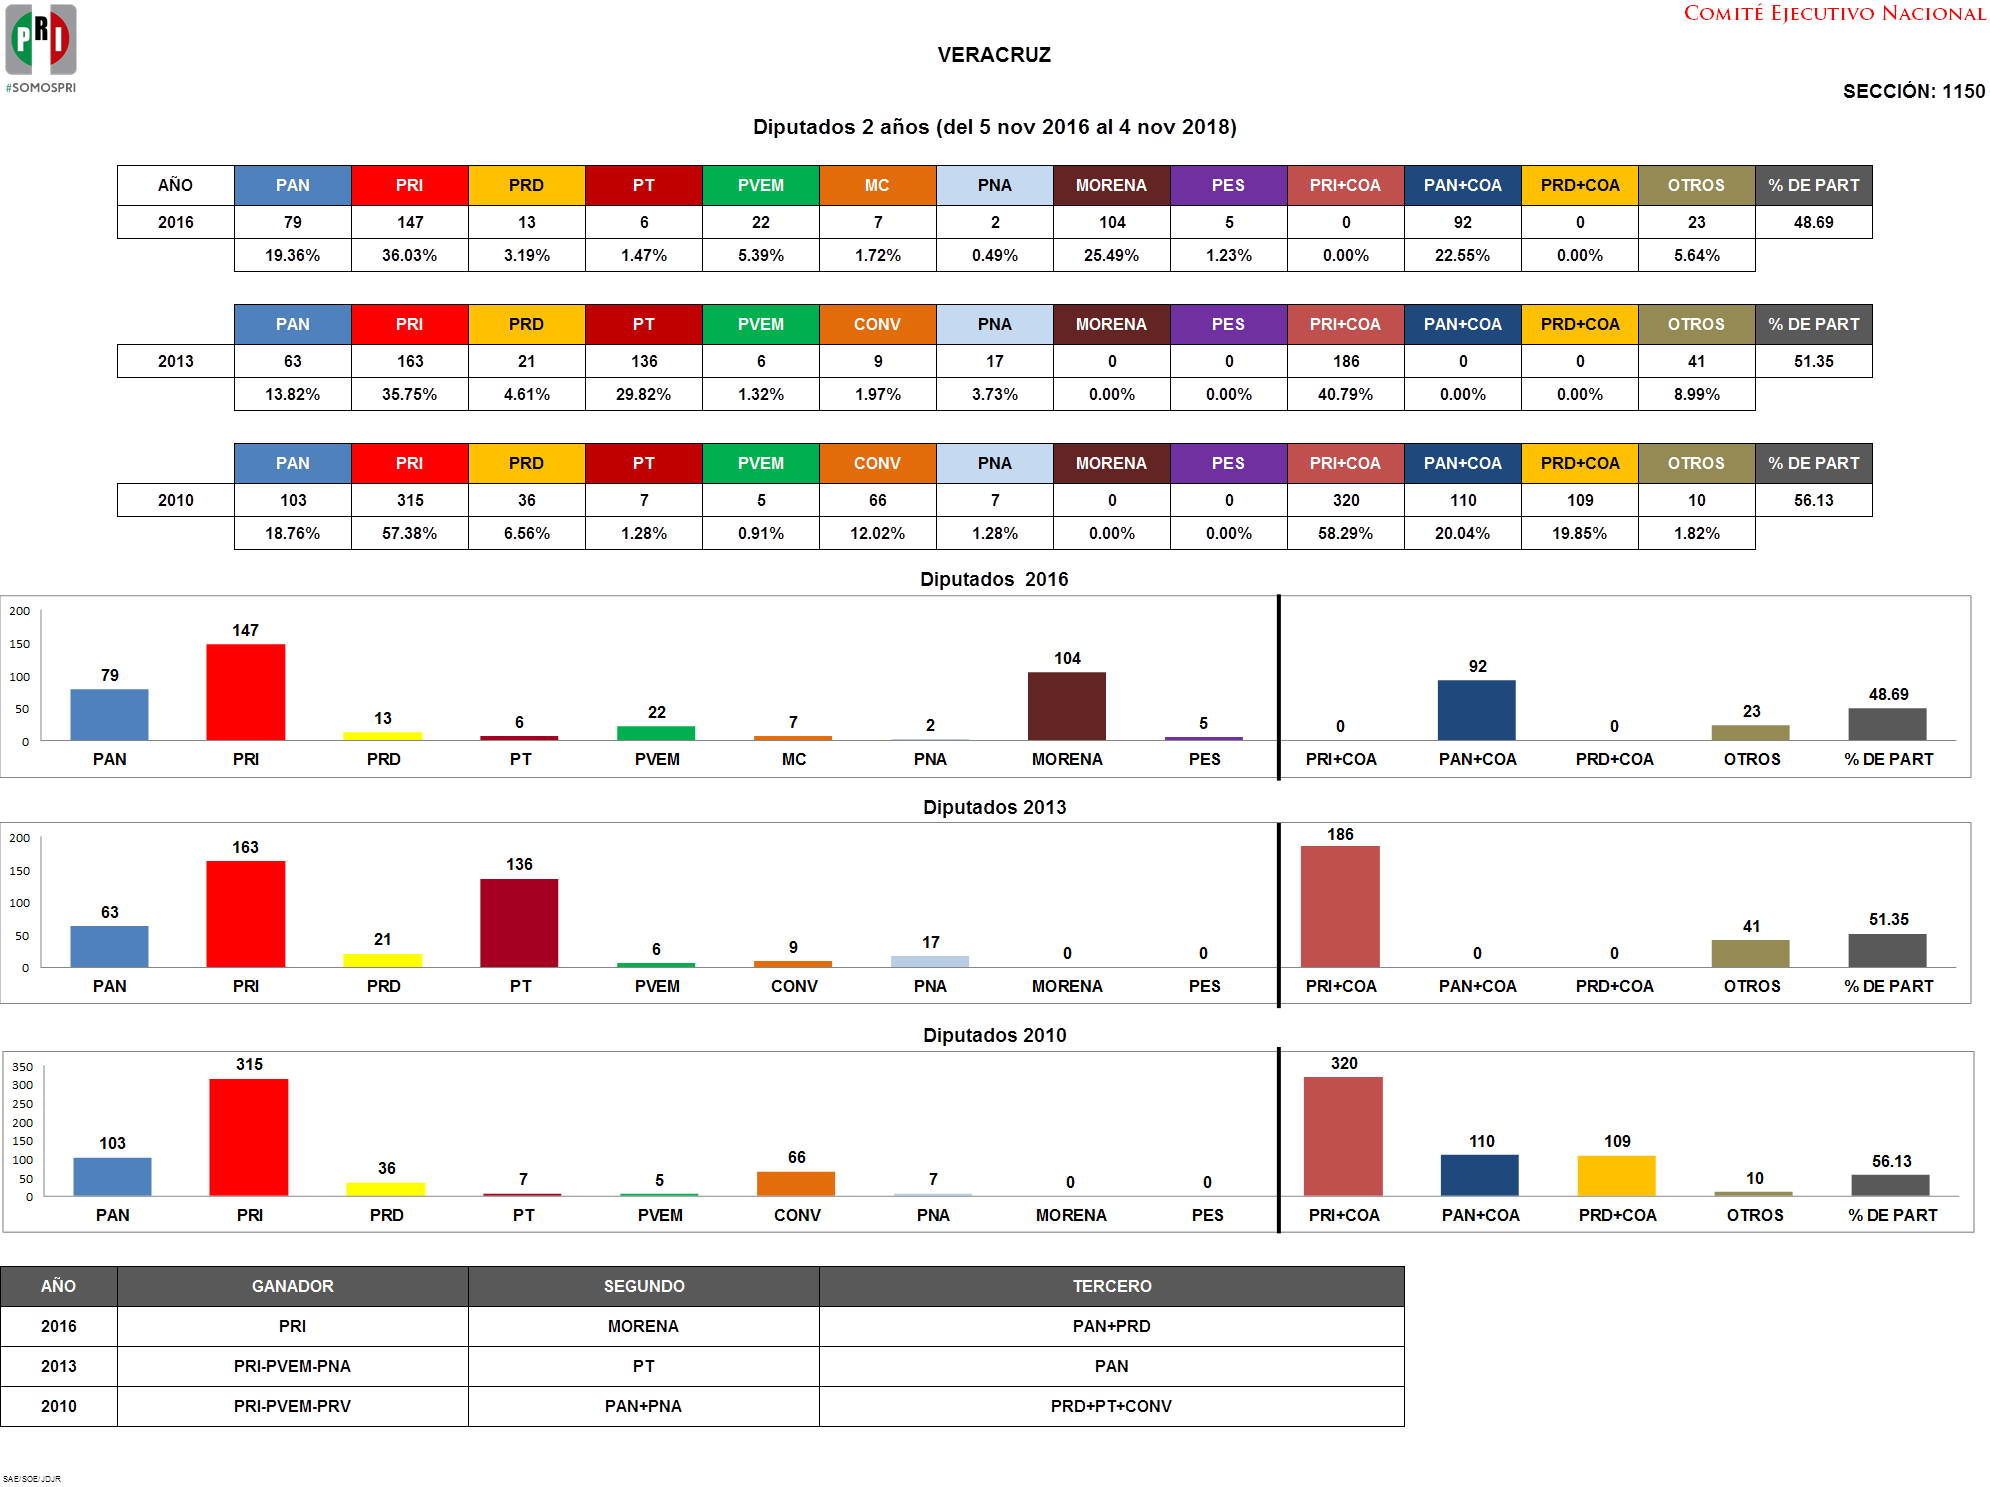 PRI
#SOMOSPRI
COMITÉ EJECUTIVO NACIONAL
VERACRUZ
SECCIÓN: 1150
Diputados 2 años (del 5 nov 2016 al 4 nov 2018)
AÑO PAN PRI PRD PT PVEM MC PNA MORENA PES PRI+COA PAN+COA PRD+COA OTROS % DE PART
2016 79 147 13 6 22 7 2 104 5 0 92 0 23 48.69
19.36% 36.03% 3.19% 1.47% 5.39% 1.72% 0.49% 25.49% 1.23% 0.00% 22.55% 0.00% 5.64%
PAN PRI PRD PT PVEM CONV PNA MORENA PES PRI+COA PAN+COA PRD+COA OTROS % DE PART
2013 63 163 21 136 6 9 17 0 0 186 0 0 41 51.35
13.82% 35.75% 4.61% 29.82% 1.32% 1.97% 3.73% 0.00% 0.00% 40.79% 0.00% 0.00% 8.99%
PAN PRI PRD PT PVEM CONV PNA MORENA PES PRI+COA PAN+COA PRD+COA OTROS % DE PART
2010 103 315 36 7 5 66 7 0 0 320 110 109 10 56.13
18.76% 57.38% 6.56% 1.28% 0.91% 12.02% 1.28% 0.00% 0.00% 58.29% 20.04% 19.85% 1.82%
Diputados 2016
200
150
100
50
0
79 147 13 6 22 7 2 104 5 0 92 0 23 48.69
PAN PRI PRD PT PVEM MC PNA MORENA PES PRI+COA PAN+COA PRD+COA OTROS % DE PART
Diputados 2013
200
150
100
50
0
63 163 21 136 6 9 17 0 0 186 0 0 41 51.35
PAN PRI PRD PT PVEM CONV PNA MORENA PES PRI+COA PAN+COA PRD+COA OTROS % DE PART
Diputados 2010
350
300
250
200
150
100
50
0
103 315 36 7 5 66 7 0 0 320 110 109 10 56.13
PAN PRI PRD PT PVEM CONV PNA MORENA PES PRI+COA PAN+COA PRD+COA OTROS % DE PART
AÑO GANADOR SEGUNDO TERCERO
2016 PRI MORENA PAN+PRD
2013 PRI-PVEM-PNA PT PAN
2010 PRI-PVEM-PRV PAN+PNA PRD+PT+CONV
SAE/SOE/JDJR